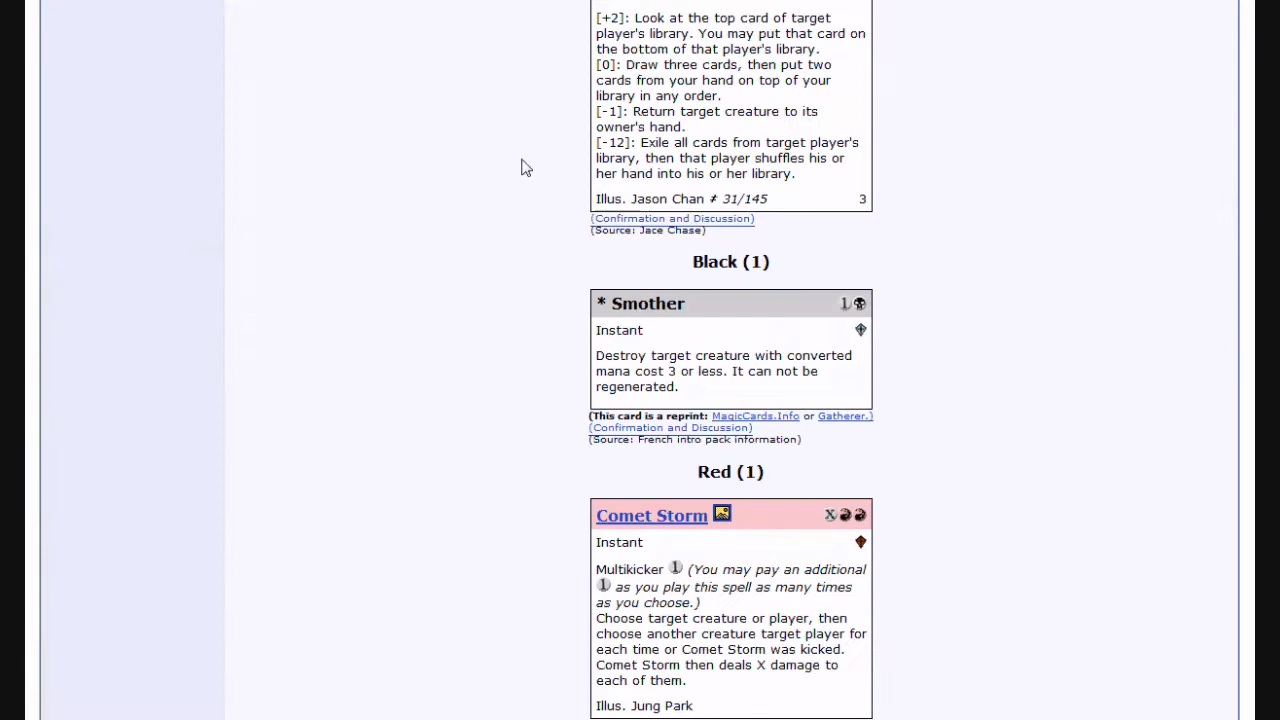 [+2]: Look at the top card of target
player's library. You may put that card on
the bottom of that player's library.
[0]: Draw three cards, then put two
cards from your hand on top of your
library in any order.
[-1]: Return target creature to its
owner's hand.
[-12]: Exile all cards from target player's
library, then that player shuffles his or
her hand into his or her library.
Illus. Jason Chan ≠ 31/145 3
(Confirmation and Discussion)
(Source: Jace Chase)
Black (1)
* Smother 1
Instant
Destroy target creature with converted
mana cost 3 or less. It can not be
regenerated.
(This card is a reprint: MagicCards.Info or Gatherer.)
(Confirmation and Discussion)
(Source: French intro pack information)
Red (1)
Comet Storm X
Instant
Multikicker 1 (You may pay an additional
1 as you play this spell as many times
as you choose.)
Choose target creature or player, then
choose another creature target player for
each time or Comet Storm was kicked.
Comet Storm then deals X damage to
each of them.
Illus. Jung Park